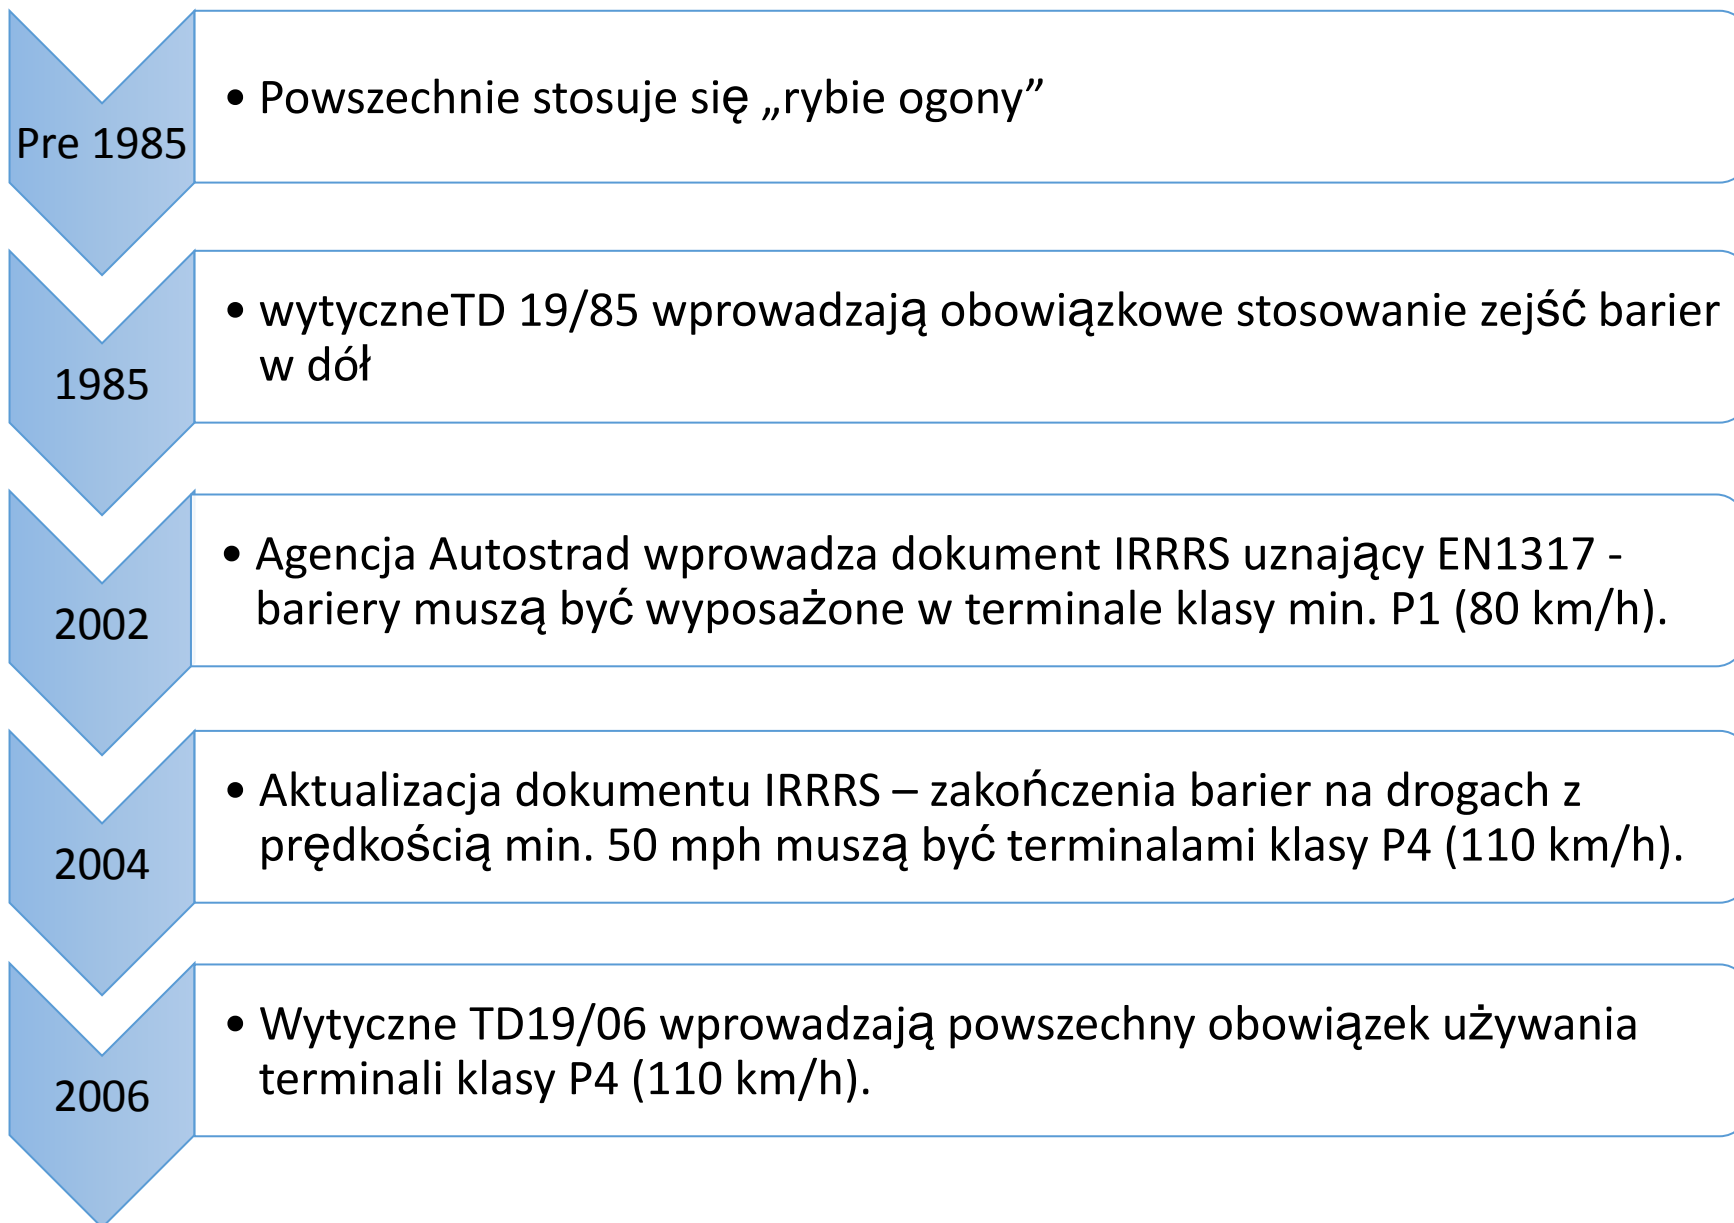 Pre 1985
• Powszechnie stosuje się „rybie ogony”
1985
• wytyczneTD 19/85 wprowadzają obowiązkowe stosowanie zejść barier
w dół
2002
• Agencja Autostrad wprowadza dokument IRRRS uznający EN1317 -
bariery muszą być wyposażone w terminale klasy min. P1 (80 km/h).
2004
• Aktualizacja dokumentu IRRRS – zakończenia barier na drogach z
prędkością min. 50 mph muszą być terminalami klasy P4 (110 km/h).
2006
• Wytyczne TD19/06 wprowadzają powszechny obowiązek używania
terminali klasy P4 (110 km/h).